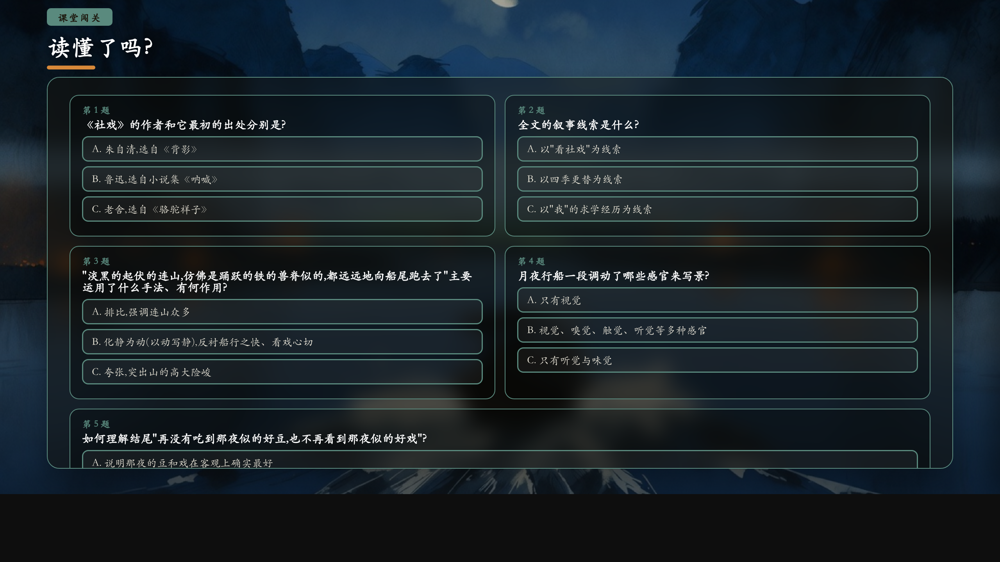 课堂闯关
读懂了吗?
第 1 题
《社戏》的作者和它最初的出处分别是?
A. 朱自清,选自《背影》
B. 鲁迅,选自小说集《呐喊》
C. 老舍,选自《骆驼祥子》
第 2 题
全文的叙事线索是什么?
A. 以"看社戏"为线索
B. 以四季更替为线索
C. 以"我"的求学经历为线索
第 3 题
"淡黑的起伏的连山,仿佛是踊跃的铁的兽脊似的,都远远地向船尾跑去了"主要
运用了什么手法、有何作用?
A. 排比,强调连山众多
B. 化静为动(以动写静),反衬船行之快、看戏心切
C. 夸张,突出山的高大险峻
第 4 题
月夜行船一段调动了哪些感官来写景?
A. 只有视觉
B. 视觉、嗅觉、触觉、听觉等多种感官
C. 只有听觉与味觉
第 5 题
如何理解结尾"再没有吃到那夜似的好豆,也不再看到那夜似的好戏"?
A. 说明那夜的豆和戏在客观上确实最好